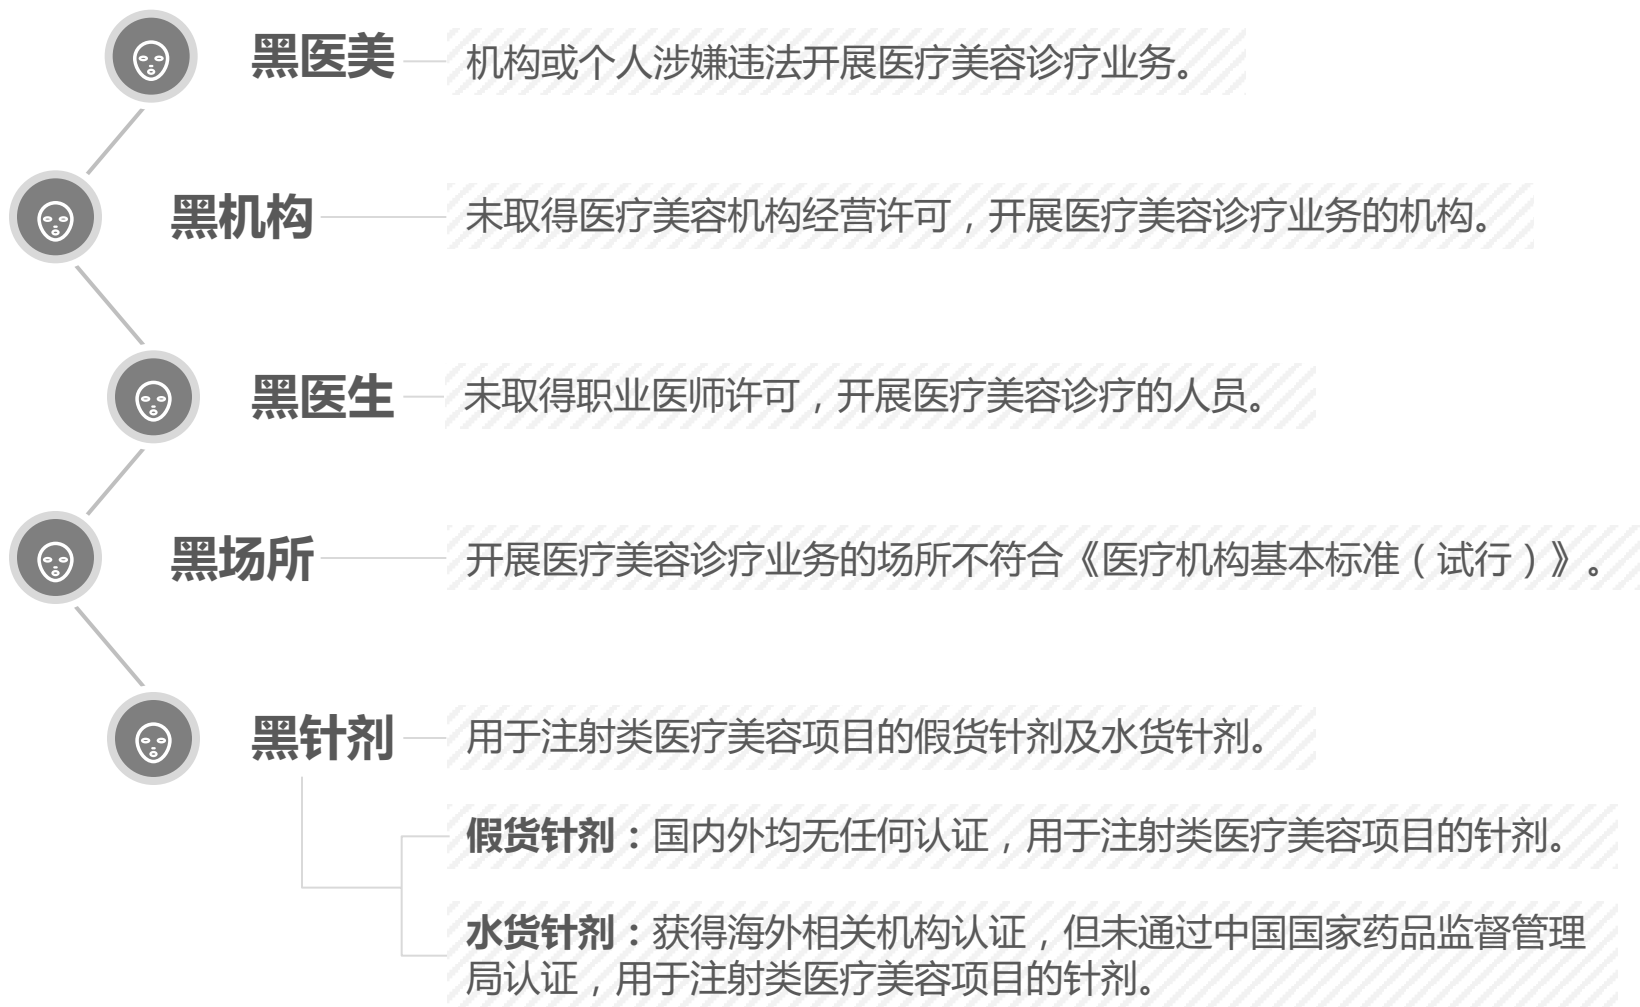 黑医美 机构或个人涉嫌违法开展医疗美容诊疗业务。
黑机构 未取得医疗美容机构经营许可，开展医疗美容诊疗业务的机构。
黑医生 未取得职业医师许可，开展医疗美容诊疗的人员。
黑场所 开展医疗美容诊疗业务的场所不符合《医疗机构基本标准（试行）》。
黑针剂 用于注射类医疗美容项目的假货针剂及水货针剂。
假货针剂：国内外均无任何认证，用于注射类医疗美容项目的针剂。
水货针剂：获得海外相关机构认证，但未通过中国国家药品监督管理
局认证，用于注射类医疗美容项目的针剂。